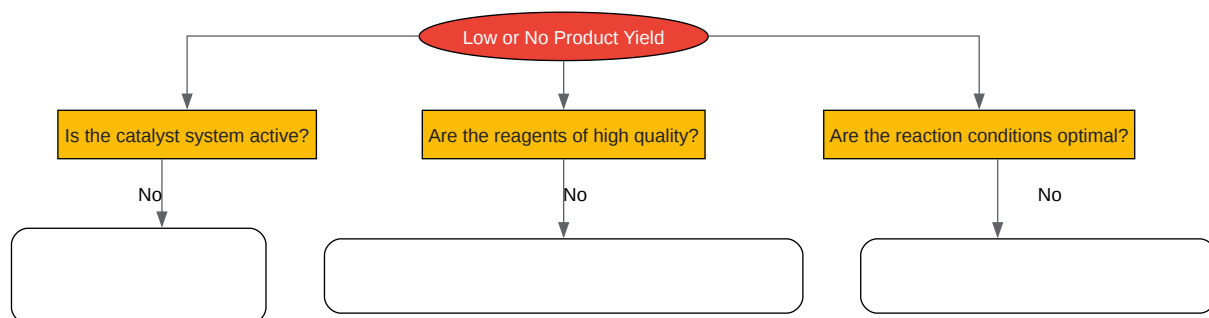 Low or No Product Yield
Is the catalyst system active?
Are the reagents of high quality?
Are the reaction conditions optimal?
No
No
No